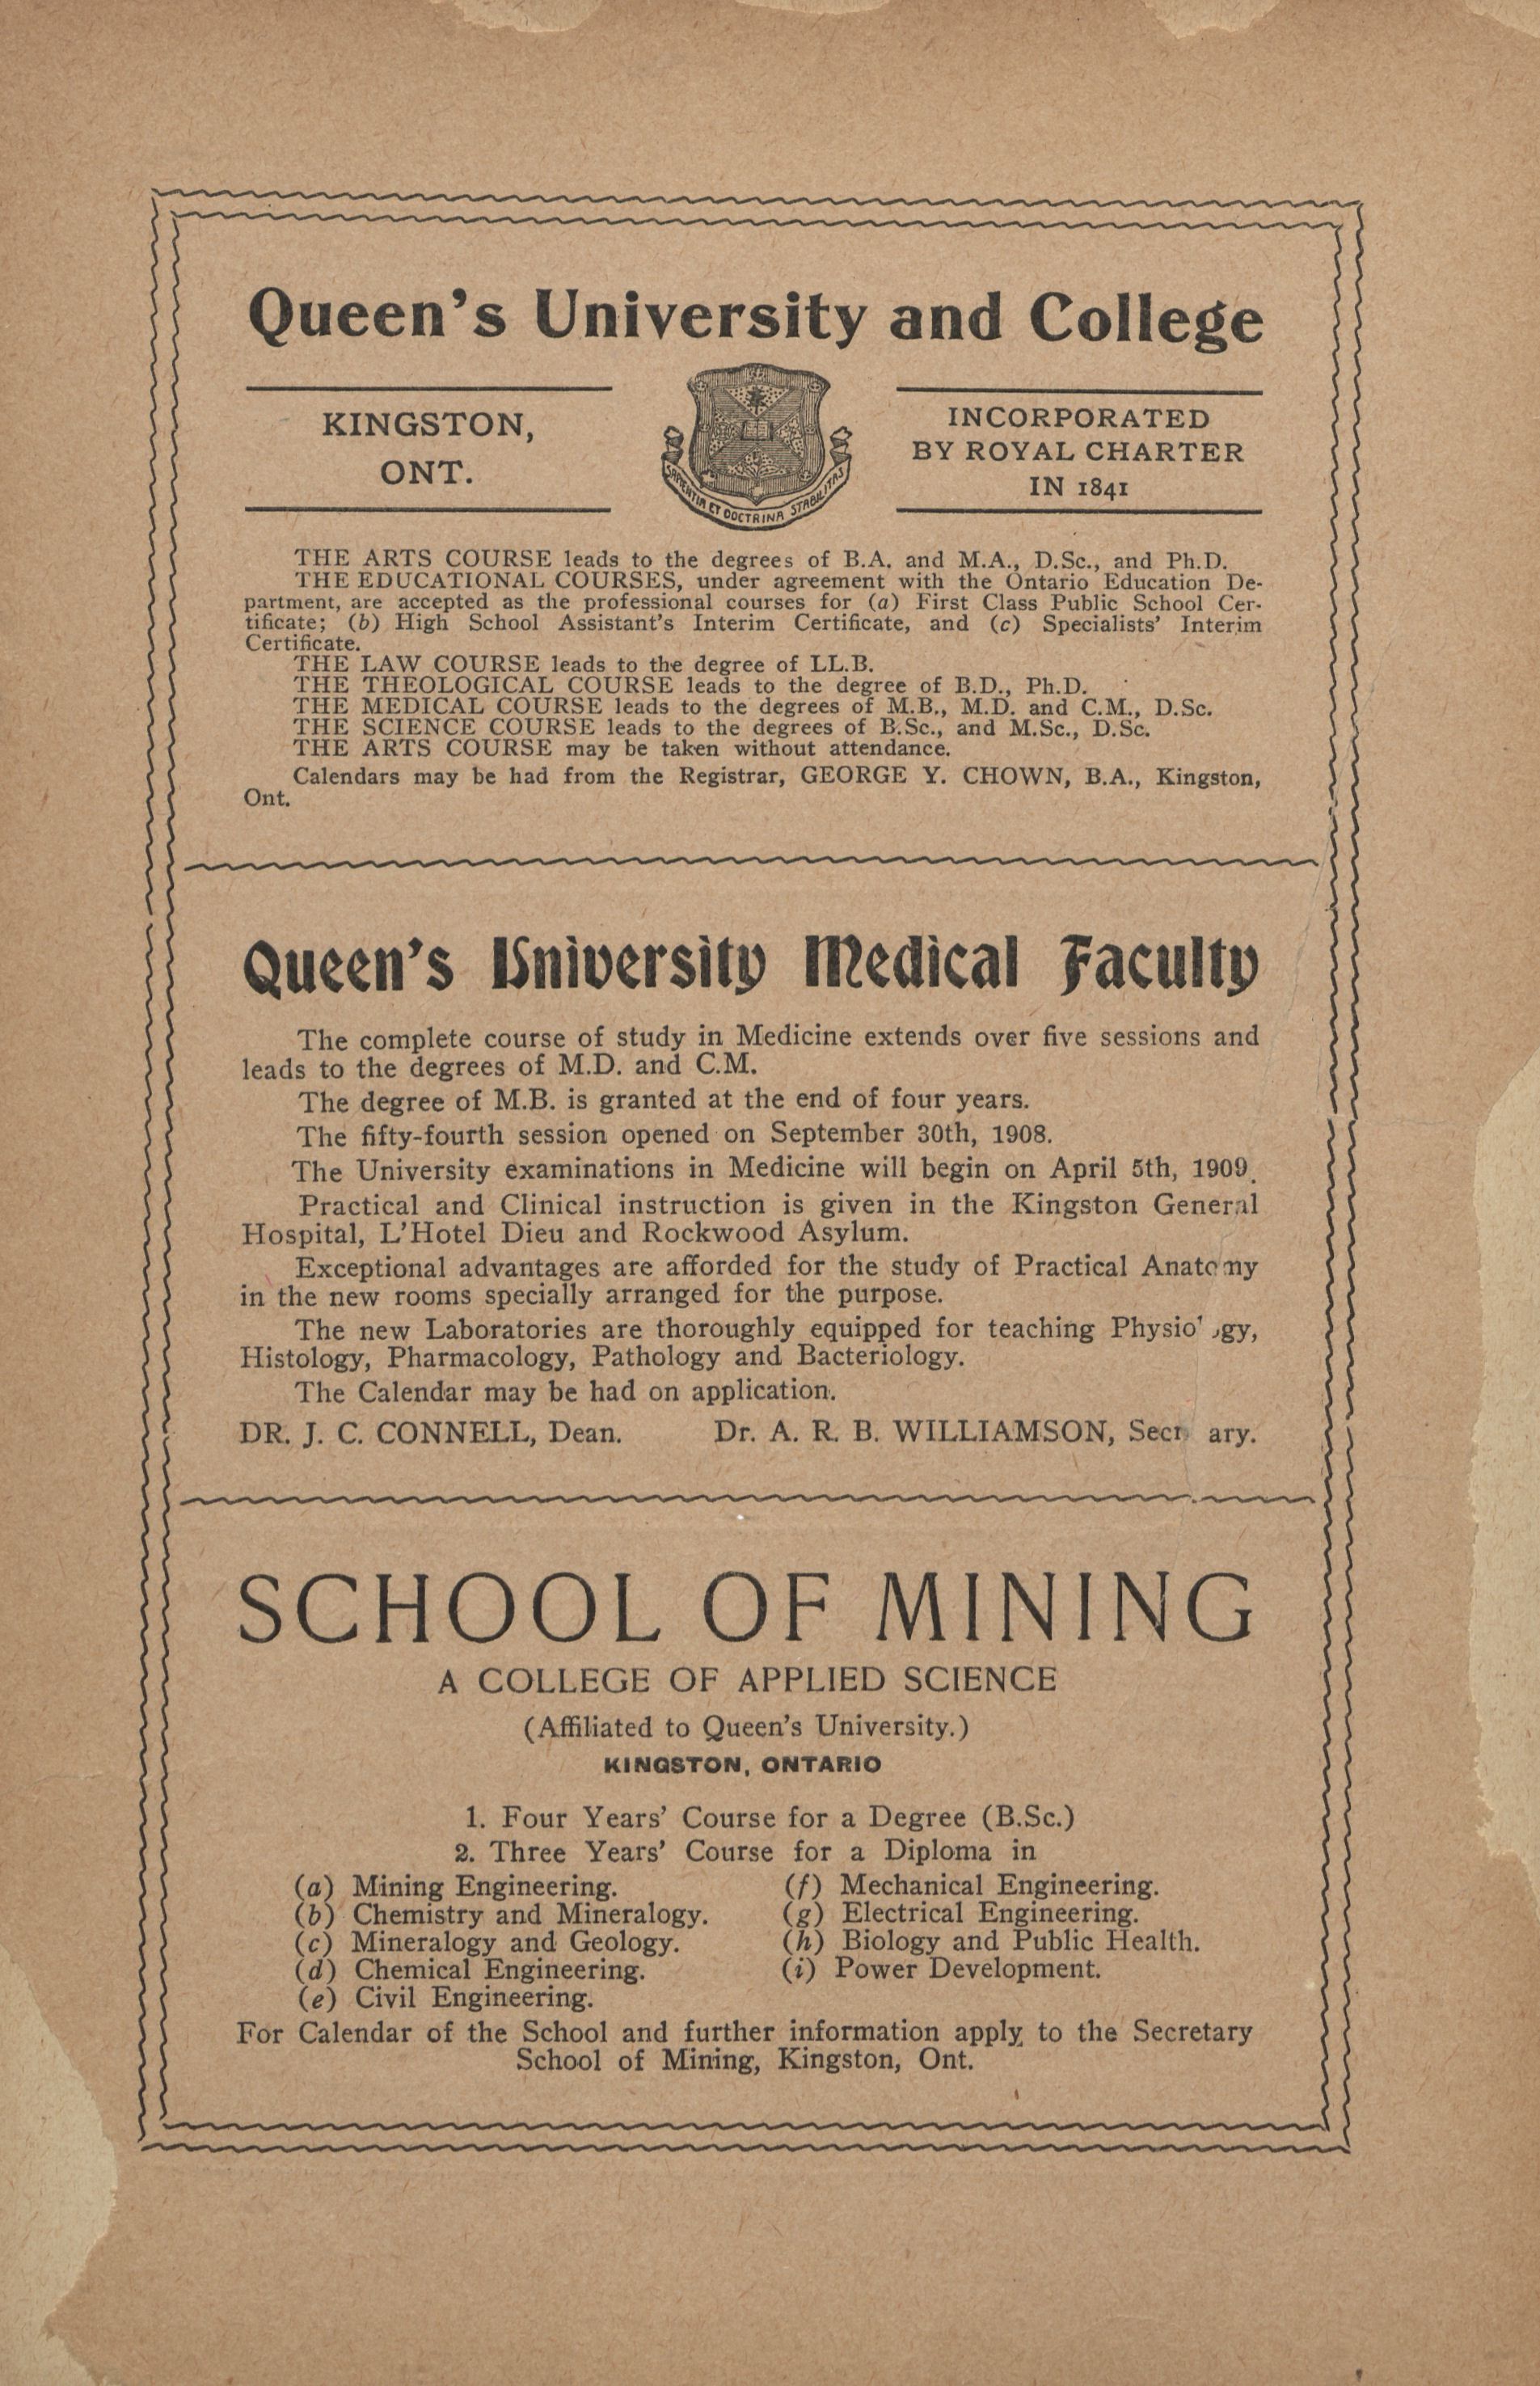 Queen's University and College
KINGSTON,
ONT.
SAPIENTIA ET DOCTRINA STABILITAS
INCORPORATED
BY ROYAL CHARTER
IN 1841
THE ARTS COURSE leads to the degrees of B.A. and M.A., D.Sc., and Ph.D.
THE EDUCATIONAL COURSES, under agreement with the Ontario Education De-
partment, are accepted as the professional courses for (a) First Class Public School Cer-
tificate; (b) High School Assistant's Interim Certificate, and (c) Specialists' Interim
Certificate.
THE LAW COURSE leads to the degree of LL.B.
THE THEOLOGICAL COURSE leads to the degree of B.D., Ph.D.
THE MEDICAL COURSE leads to the degrees of M.B., M.D. and C.M., D.Sc.
THE SCIENCE COURSE leads to the degrees of B.Sc., and M.Sc., D.Sc.
THE ARTS COURSE may be taken without attendance.
Calendars may be had from the Registrar, GEORGE Y. CHOWN, B.A., Kingston,
Ont.
Queen's University Medical Faculty
The complete course of study in Medicine extends over five sessions and
leads to the degrees of M.D. and C.M.
The degree of M.B. is granted at the end of four years.
The fifty-fourth session opened on September 30th, 1908.
The University examinations in Medicine will begin on April 5th, 1909.
Practical and Clinical instruction is given in the Kingston General
Hospital, L'Hotel Dieu and Rockwood Asylum.
Exceptional advantages are afforded for the study of Practical Anatomy
in the new rooms specially arranged for the purpose.
The new Laboratories are thoroughly equipped for teaching Physiology,
Histology, Pharmacology, Pathology and Bacteriology.
The Calendar may be had on application.
DR. J. C. CONNELL, Dean. Dr. A. R. B. WILLIAMSON, Secretary.
SCHOOL OF MINING
A COLLEGE OF APPLIED SCIENCE
(Affiliated to Queen's University.)
KINGSTON, ONTARIO
1. Four Years' Course for a Degree (B.Sc.)
2. Three Years' Course for a Diploma in
(a) Mining Engineering.
(b) Chemistry and Mineralogy.
(c) Mineralogy and Geology.
(d) Chemical Engineering.
(e) Civil Engineering.
(f) Mechanical Engineering.
(g) Electrical Engineering.
(h) Biology and Public Health.
(i) Power Development.
For Calendar of the School and further information apply to the Secretary
School of Mining, Kingston, Ont.